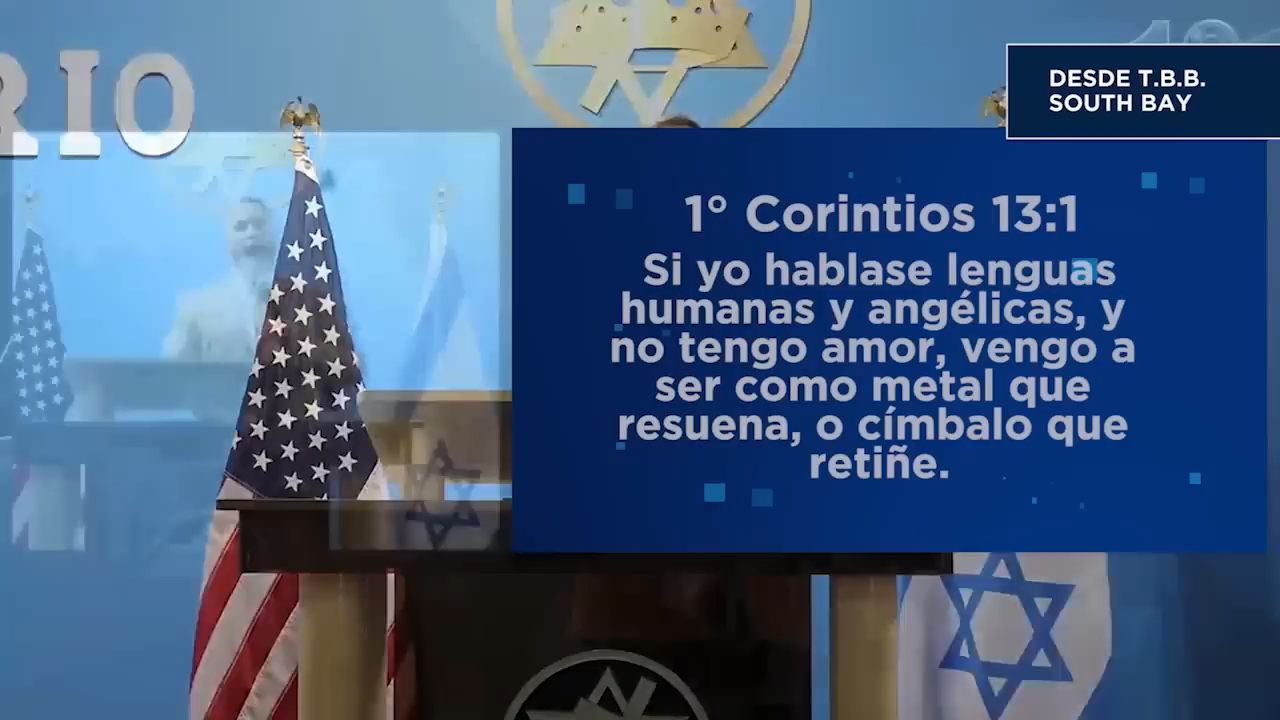 RIO
DESDE T.B.B.
SOUTH BAY
1° Corintios 13:1
Si yo hablase lenguas
humanas y angélicas, y
no tengo amor, vengo a
ser como metal que
resuena, o címbalo que
retiñe.